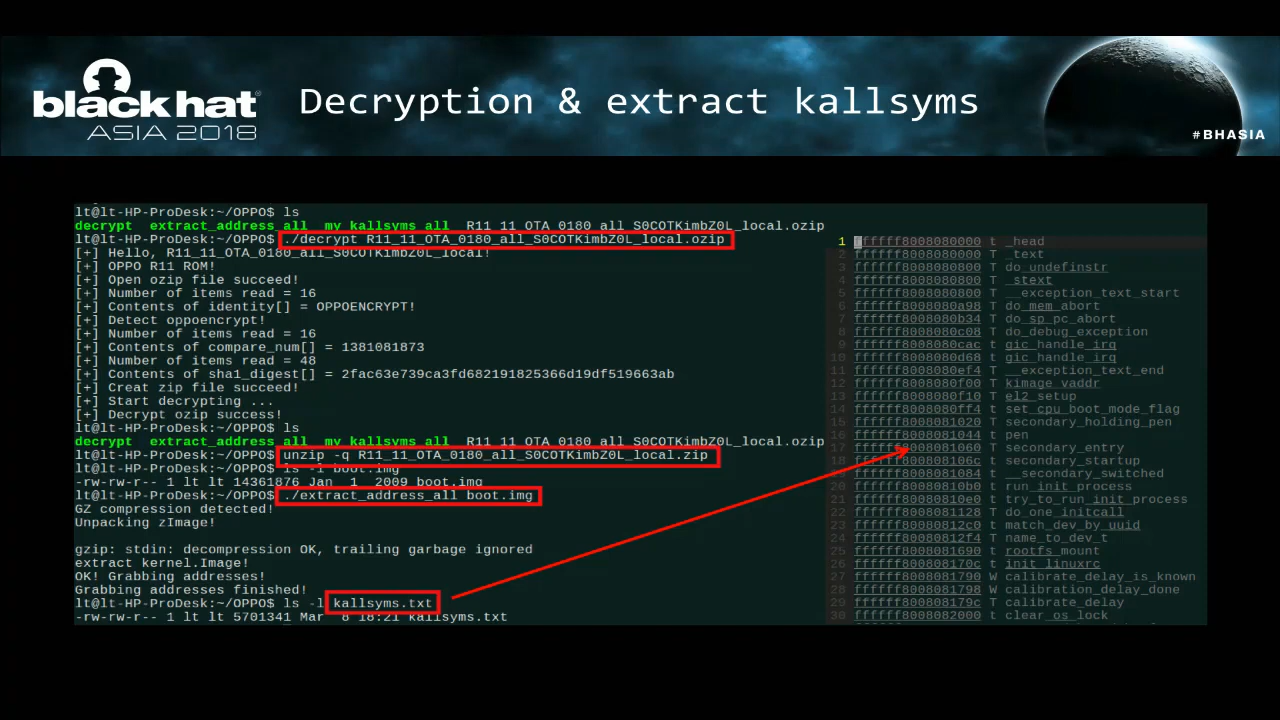 black hat®
ASIA 2018
Decryption & extract kallsyms
#BHASIA
lt@lt-HP-ProDesk:~/OPPO$ ls
decrypt extract_address_all my_kallsyms_all R11_11_OTA_0180_all_S0COTKimbZ0L_local.ozip
lt@lt-HP-ProDesk:~/OPPO$ ./decrypt R11_11_OTA_0180_all_S0COTKimbZ0L_local.ozip
[+] Hello, R11_11_OTA_0180_all_S0COTKimbZ0L_local!
[+] OPPO R11 ROM!
[+] Open ozip file succeed!
[+] Number of items read = 16
[+] Contents of identity[] = OPPOENCRYPT!
[+] Detect oppoencrypt!
[+] Number of items read = 16
[+] Contents of compare_num[] = 1381081873
[+] Number of items read = 48
[+] Contents of sha1_digest[] = 2fac63e739ca3fd682191825366d19df519663ab
[+] Creat zip file succeed!
[+] Start decrypting ...
[+] Decrypt ozip success!
lt@lt-HP-ProDesk:~/OPPO$ ls
decrypt extract_address_all my_kallsyms_all R11_11_OTA_0180_all_S0COTKimbZ0L_local.ozip
lt@lt-HP-ProDesk:~/OPPO$ unzip -q R11_11_OTA_0180_all_S0COTKimbZ0L_local.zip
lt@lt-HP-ProDesk:~/OPPO$ ls -l boot.img
-rw-rw-r-- 1 lt lt 14361876 Jan 1 2009 boot.img
lt@lt-HP-ProDesk:~/OPPO$ ./extract_address_all boot.img
GZ compression detected!
Unpacking zImage!
gzip: stdin: decompression OK, trailing garbage ignored
extract kernel.Image!
OK! Grabbing addresses!
Grabbing addresses finished!
lt@lt-HP-ProDesk:~/OPPO$ ls -l kallsyms.txt
-rw-rw-r-- 1 lt lt 5701341 Mar 8 18:21 kallsyms.txt
1 ffffff8008080000 t _head
2 ffffff8008080000 T _text
3 ffffff8008080800 T do_undefinstr
4 ffffff8008080800 T _stext
5 ffffff8008080800 T __exception_text_start
6 ffffff8008080a98 T do_mem_abort
7 ffffff8008080b34 T do_sp_pc_abort
8 ffffff8008080c08 T do_debug_exception
9 ffffff8008080cac t gic_handle_irq
10 ffffff8008080d68 t gic_handle_irq
11 ffffff8008080ef4 T __exception_text_end
12 ffffff8008080f00 T kimage_vaddr
13 ffffff8008080f10 T el2_setup
14 ffffff8008080ff4 t set_cpu_boot_mode_flag
15 ffffff8008081020 T secondary_holding_pen
16 ffffff8008081044 t pen
17 ffffff8008081060 T secondary_entry
18 ffffff800808106c t secondary_startup
19 ffffff8008081084 t __secondary_switched
20 ffffff80080810b0 t run_init_process
21 ffffff80080810e0 t try_to_run_init_process
22 ffffff8008081128 T do_one_initcall
23 ffffff80080812c0 t match_dev_by_uuid
24 ffffff80080812f4 T name_to_dev_t
25 ffffff8008081690 t rootfs_mount
26 ffffff800808170c t init_linuxrc
27 ffffff8008081790 W calibrate_delay_is_known
28 ffffff8008081798 W calibration_delay_done
29 ffffff800808179c T calibrate_delay
30 ffffff8008082000 t clear_os_lock